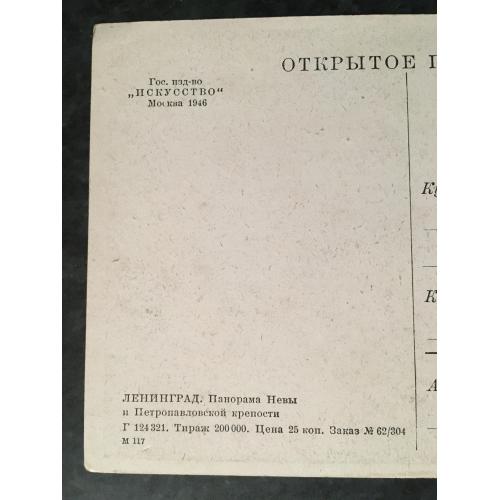 ОТКРЫТОЕ П
Гос. изд-во
„ИСКУССТВО“
Москва 1946
К
К
А
ЛЕНИНГРАД. Панорама Невы
и Петропавловской крепости
Г 124321. Тираж 200000. Цена 25 коп. Заказ № 62/304
М 117